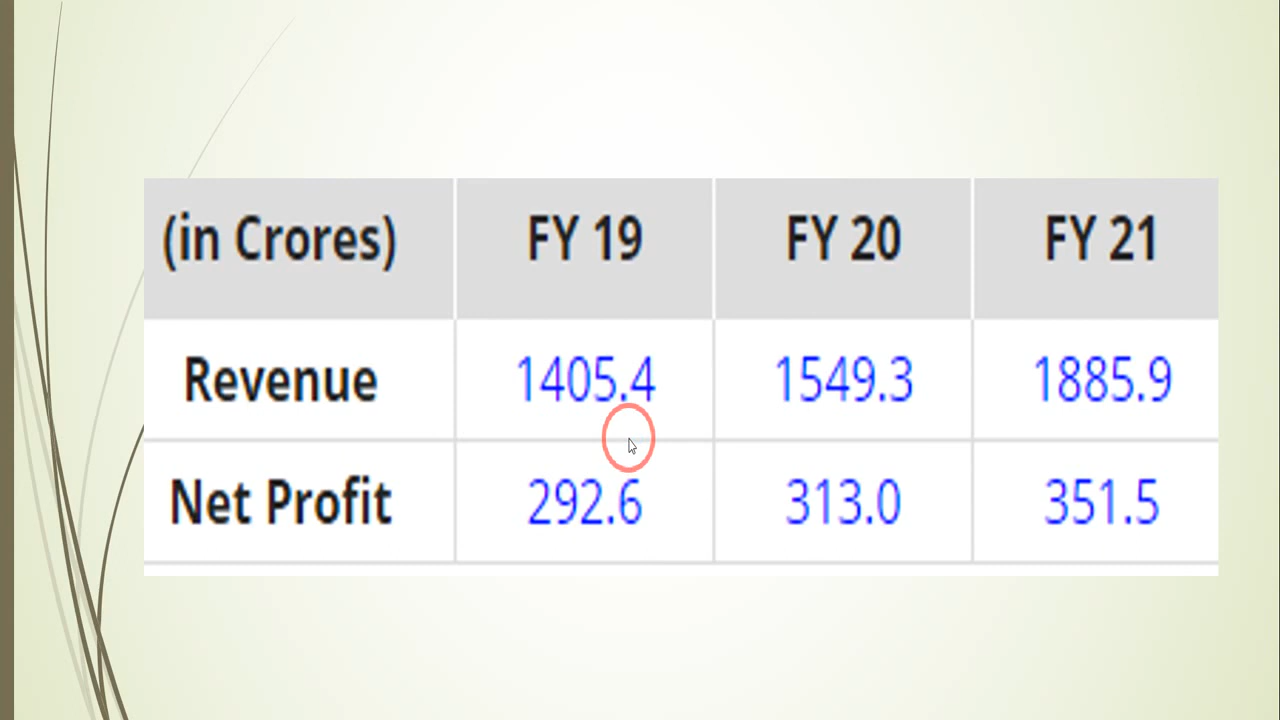 (in Crores) FY 19 FY 20 FY 21
Revenue 1405.4 1549.3 1885.9
Net Profit 292.6 313.0 351.5